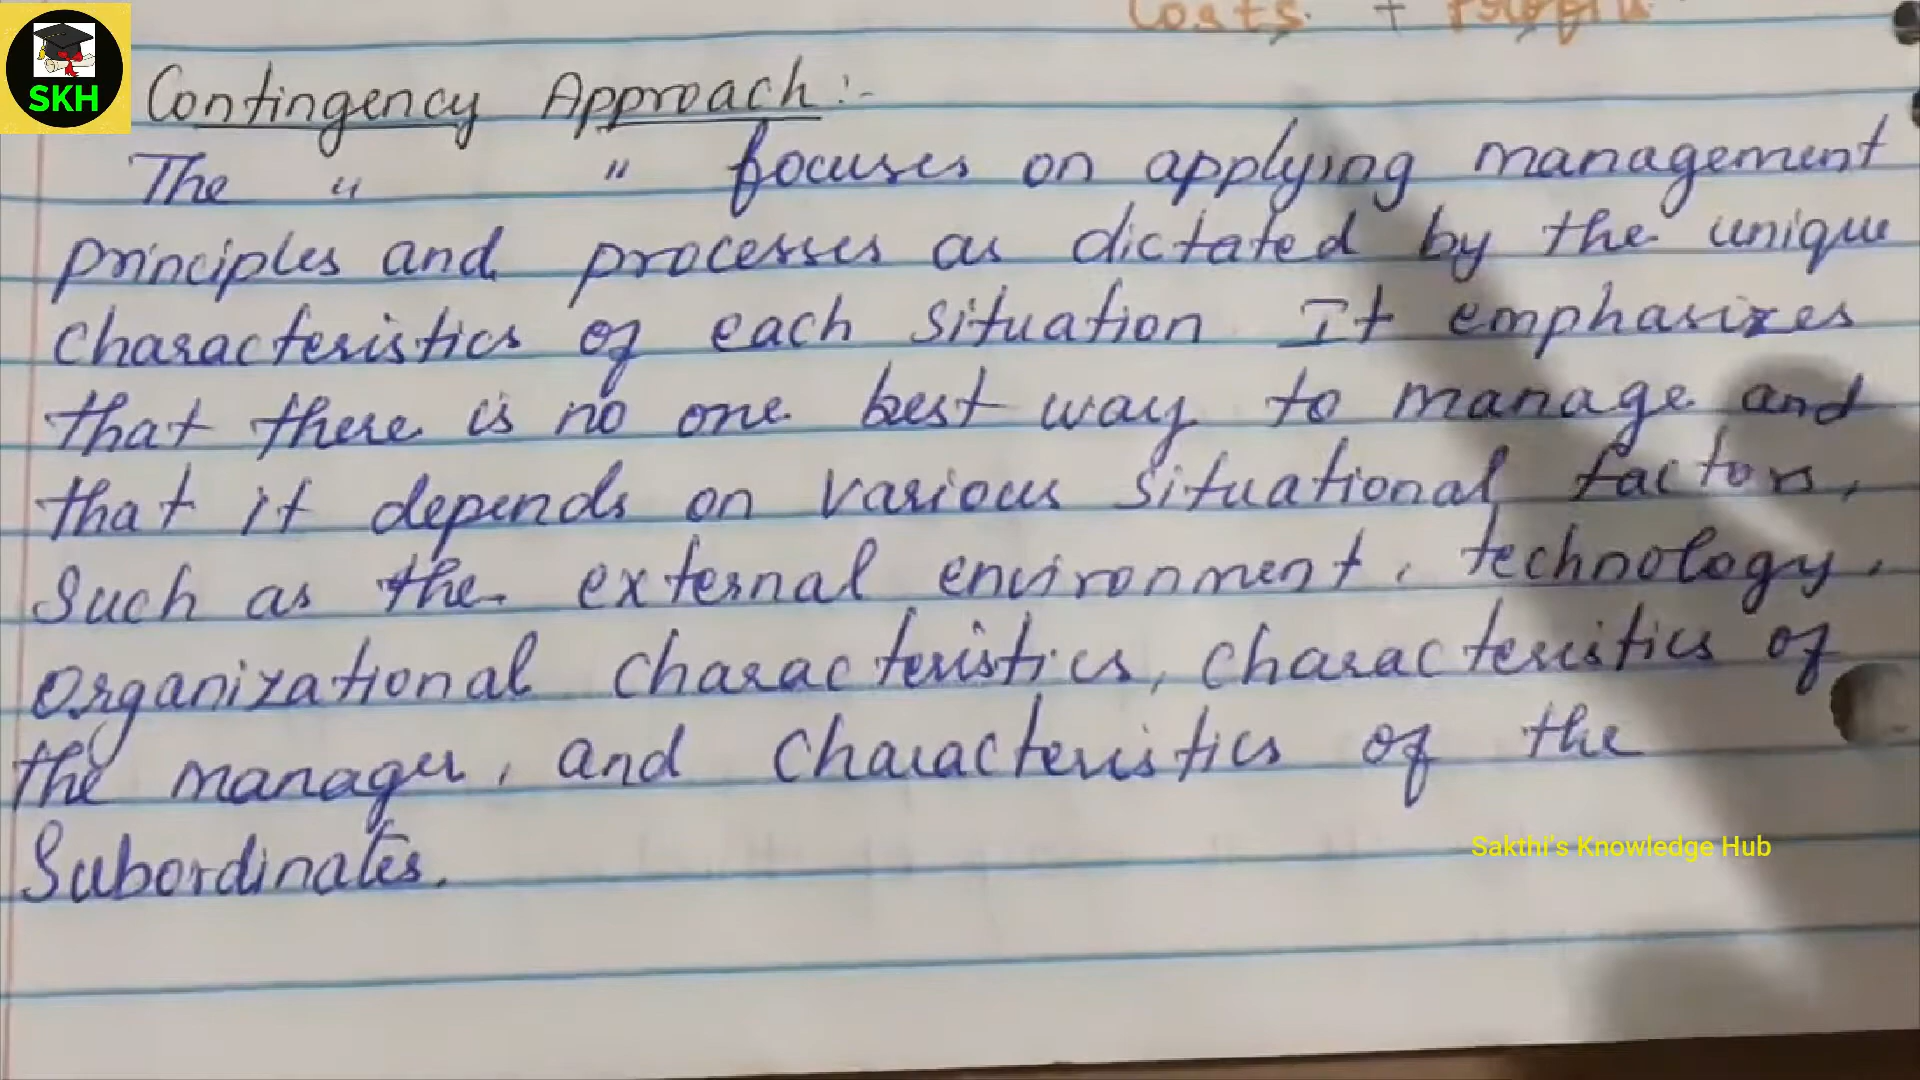 Costs +
SKH
Contingency Approach :-
The " " focuses on applying management
principles and processes as dictated by the unique
characteristics of each situation It emphasizes
that there is no one best way to manage and
that it depends on various situational factors,
Such as the external environment, technology,
Organizational characteristics, characteristics of
the manager, and characteristics of the
Subordinates.
Sakthi's Knowledge Hub